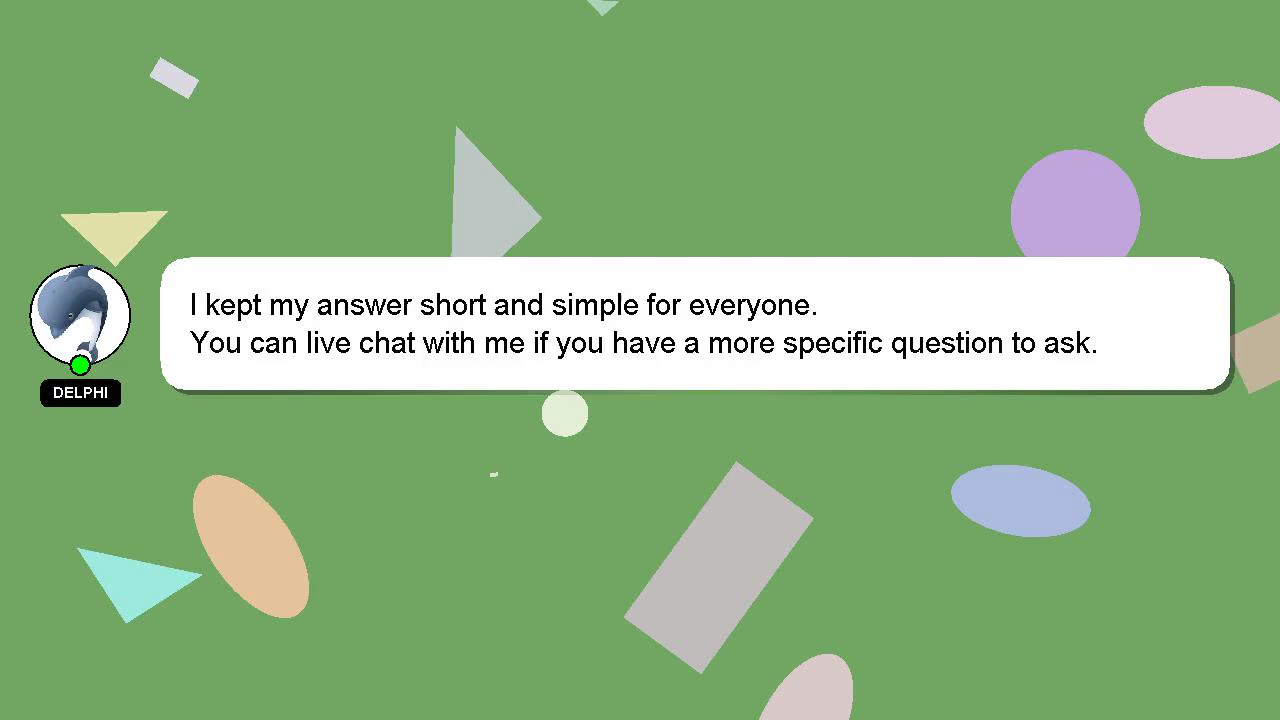 I kept my answer short and simple for everyone.
You can live chat with me if you have a more specific question to ask.
DELPHI